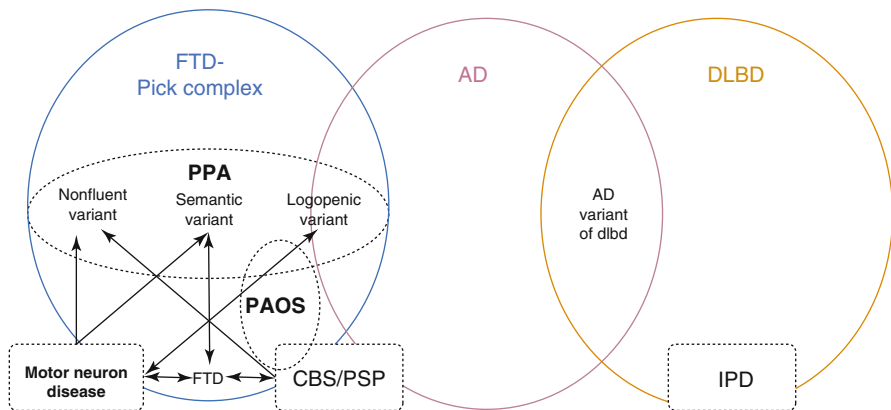 FTD-
Pick complex
AD
DLBD
PPA
Nonfluent
variant
Semantic
variant
Logopenic
variant
AD
variant
of dlbd
PAOS
Motor neuron
disease
FTD
CBS/PSP
IPD